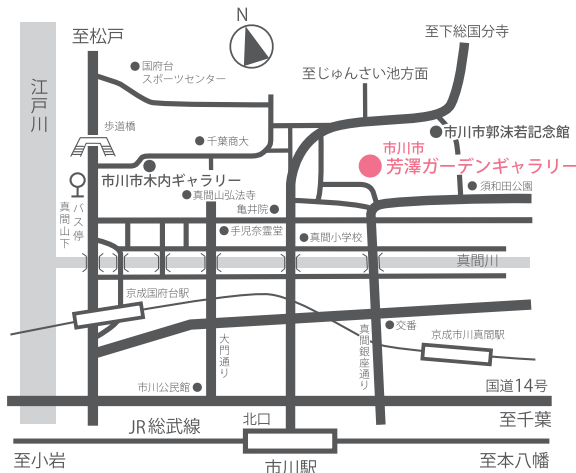 N
至松戸
至下総国分寺
国府台
スポーツセンター
至じゅんさい池方面
江戸川
歩道橋
千葉商大
市川市郭沫若記念館
市川市
芳澤ガーデンギャラリー
市川市木内ギャラリー
須和田公園
真間山弘法寺
バス停
真間山下
亀井院
手児奈霊堂
真間小学校
真間川
京成国府台駅
交番
京成市川真間駅
大門通り
真間銀座通り
市川公民館
国道14号
北口
至千葉
JR総武線
至小岩
市川駅
至本八幡